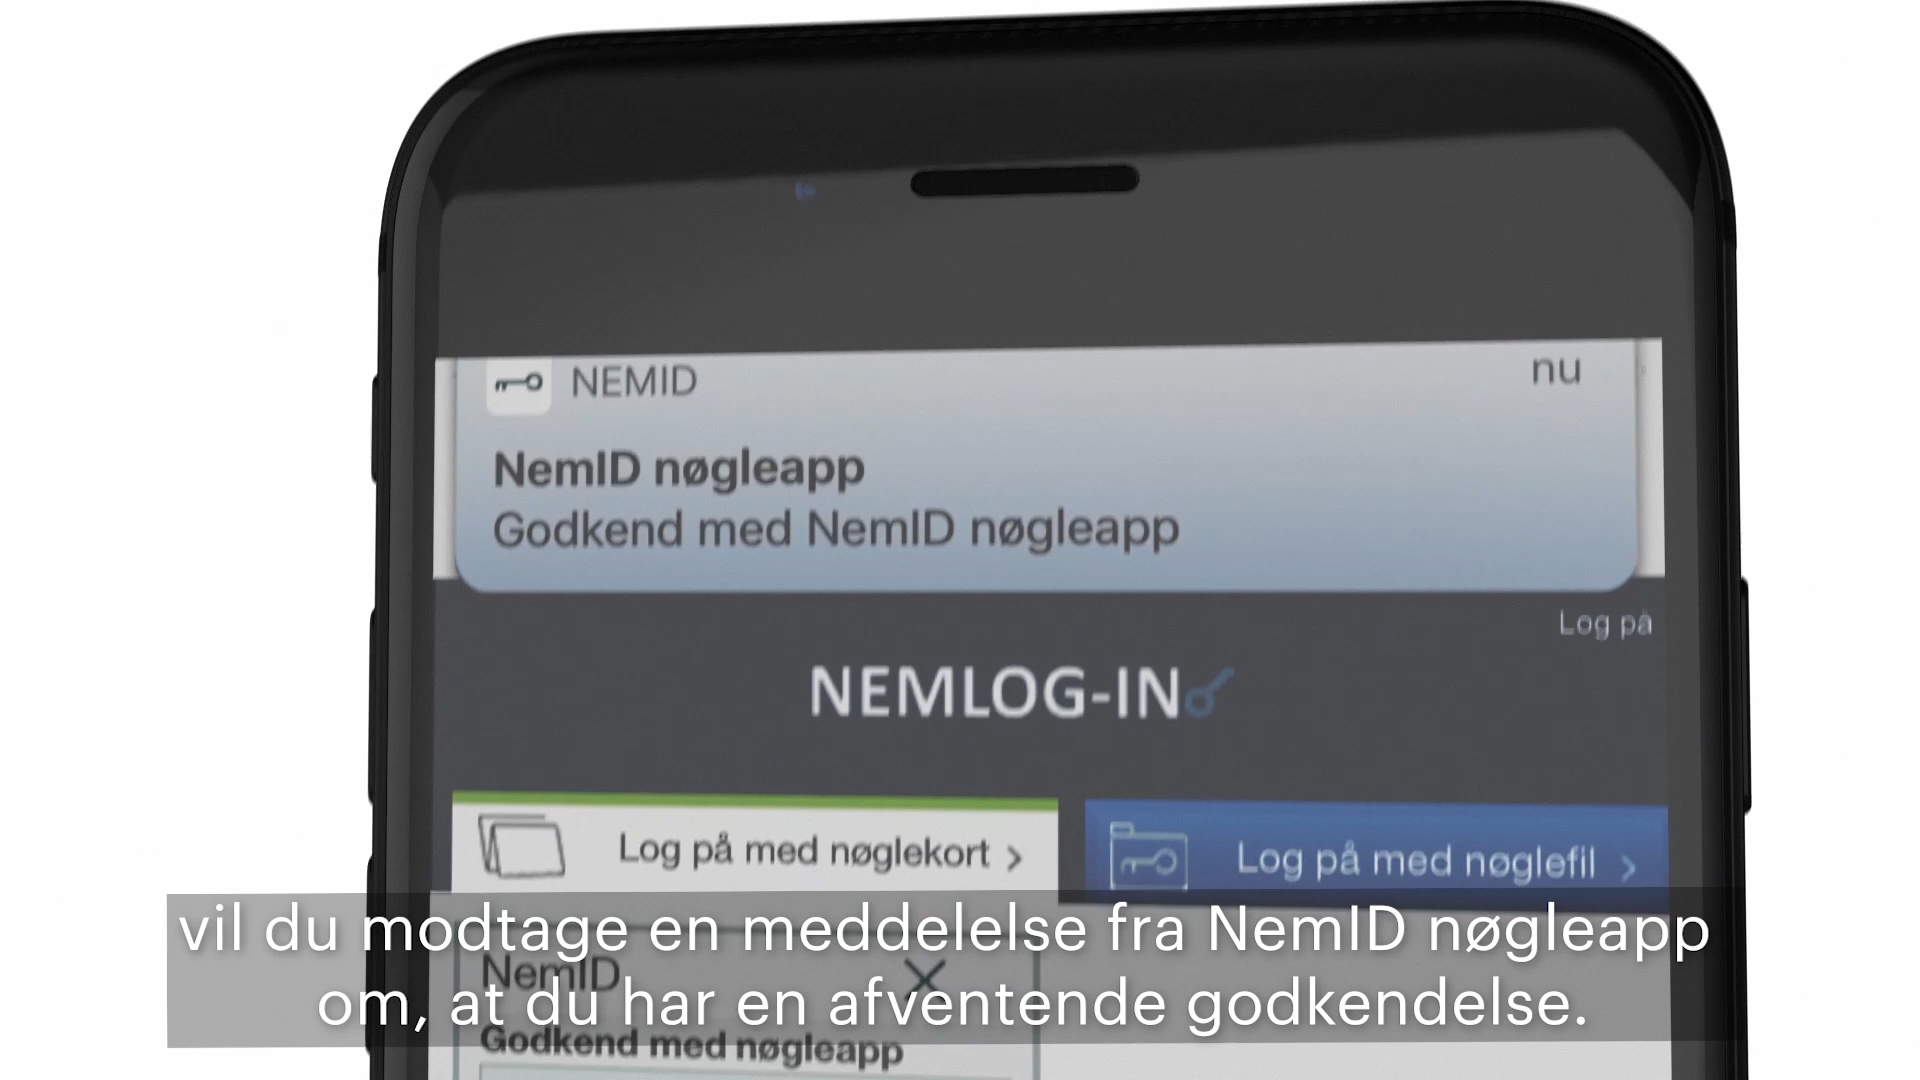 NEMID
nu
NemID nøgleapp
Godkend med NemID nøgleapp
Log på
NEMLOG-IN
Log på med nøglekort
Log på med nøglefil
vil du modtage en meddelelse fra NemID nøgleapp
NemID
om, at du har en afventende godkendelse.
Godkend med nøgleapp